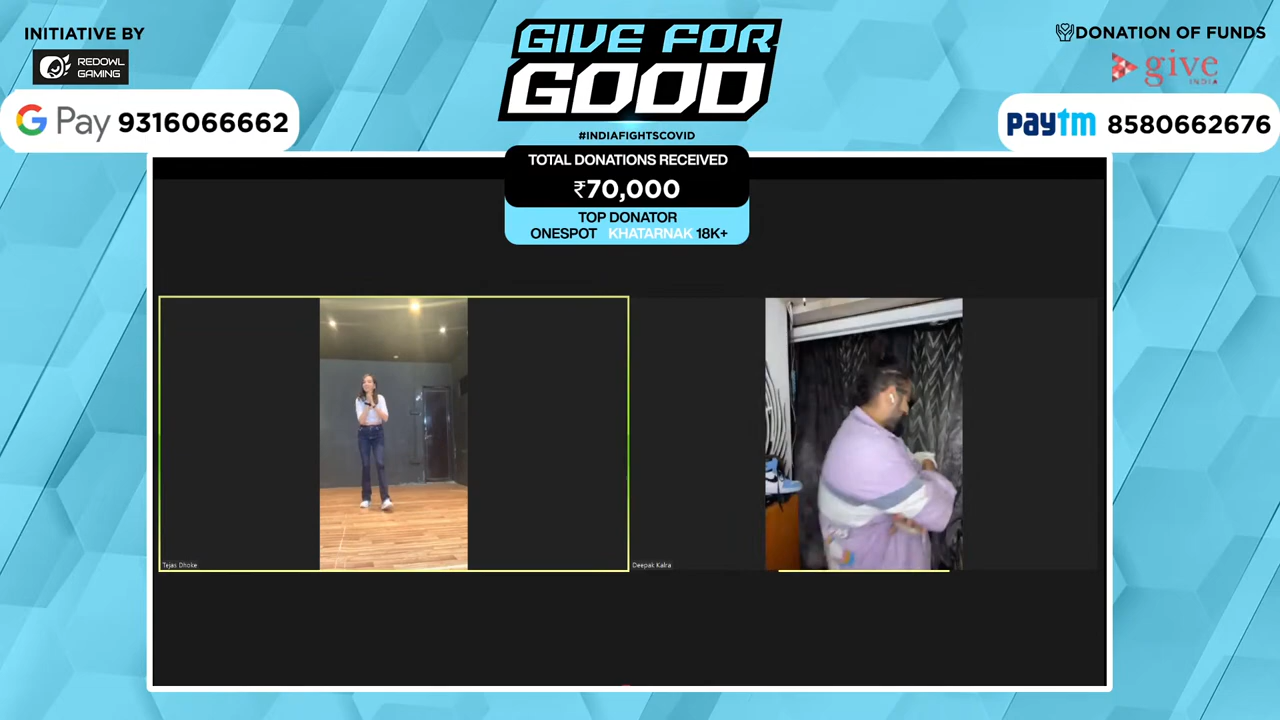 INITIATIVE BY
REDOWL
GAMING
G Pay 9316066662
GIVE FOR
GOOD
#INDIAFIGHTSCOVID
DONATION OF FUNDS
give
INDIA
paytm 8580662676
TOTAL DONATIONS RECEIVED
₹70,000
TOP DONATOR
ONESPOT KHATARNAK 18K+
Tejas Dhoke
Deepak Kalra